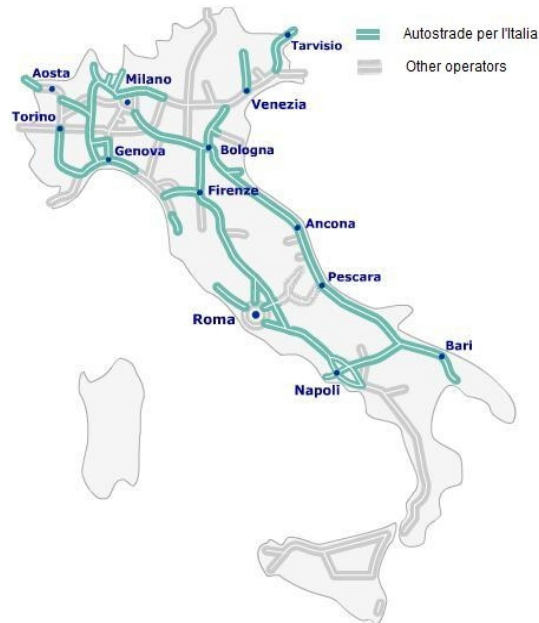 Tarvisio
Autostrade per l'Italia
Other operators
Aosta
Milano
Venezia
Torino
Genova
Bologna
Firenze
Ancona
Pescara
Roma
Bari
Napoli